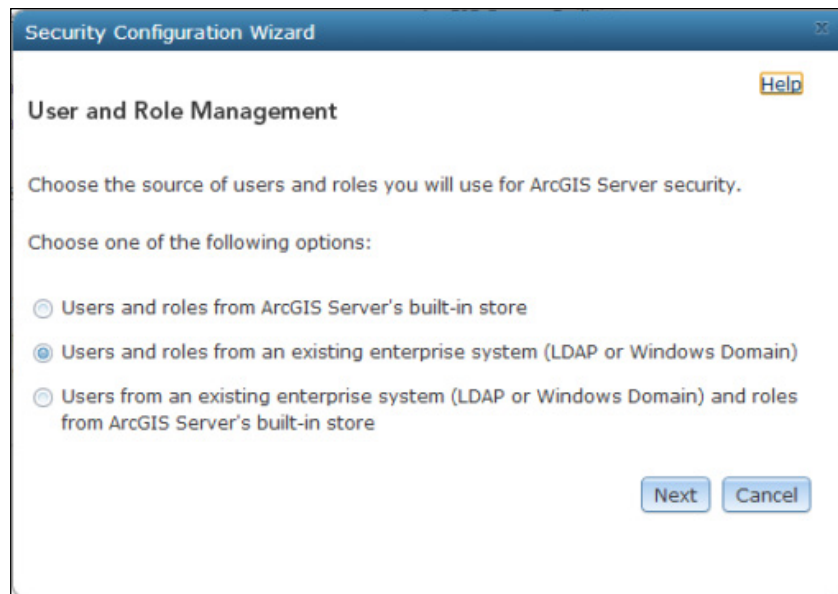 Security Configuration Wizard
Help
User and Role Management
Choose the source of users and roles you will use for ArcGIS Server security.
Choose one of the following options:
Users and roles from ArcGIS Server's built-in store
Users and roles from an existing enterprise system (LDAP or Windows Domain)
Users from an existing enterprise system (LDAP or Windows Domain) and roles
from ArcGIS Server's built-in store
Next Cancel